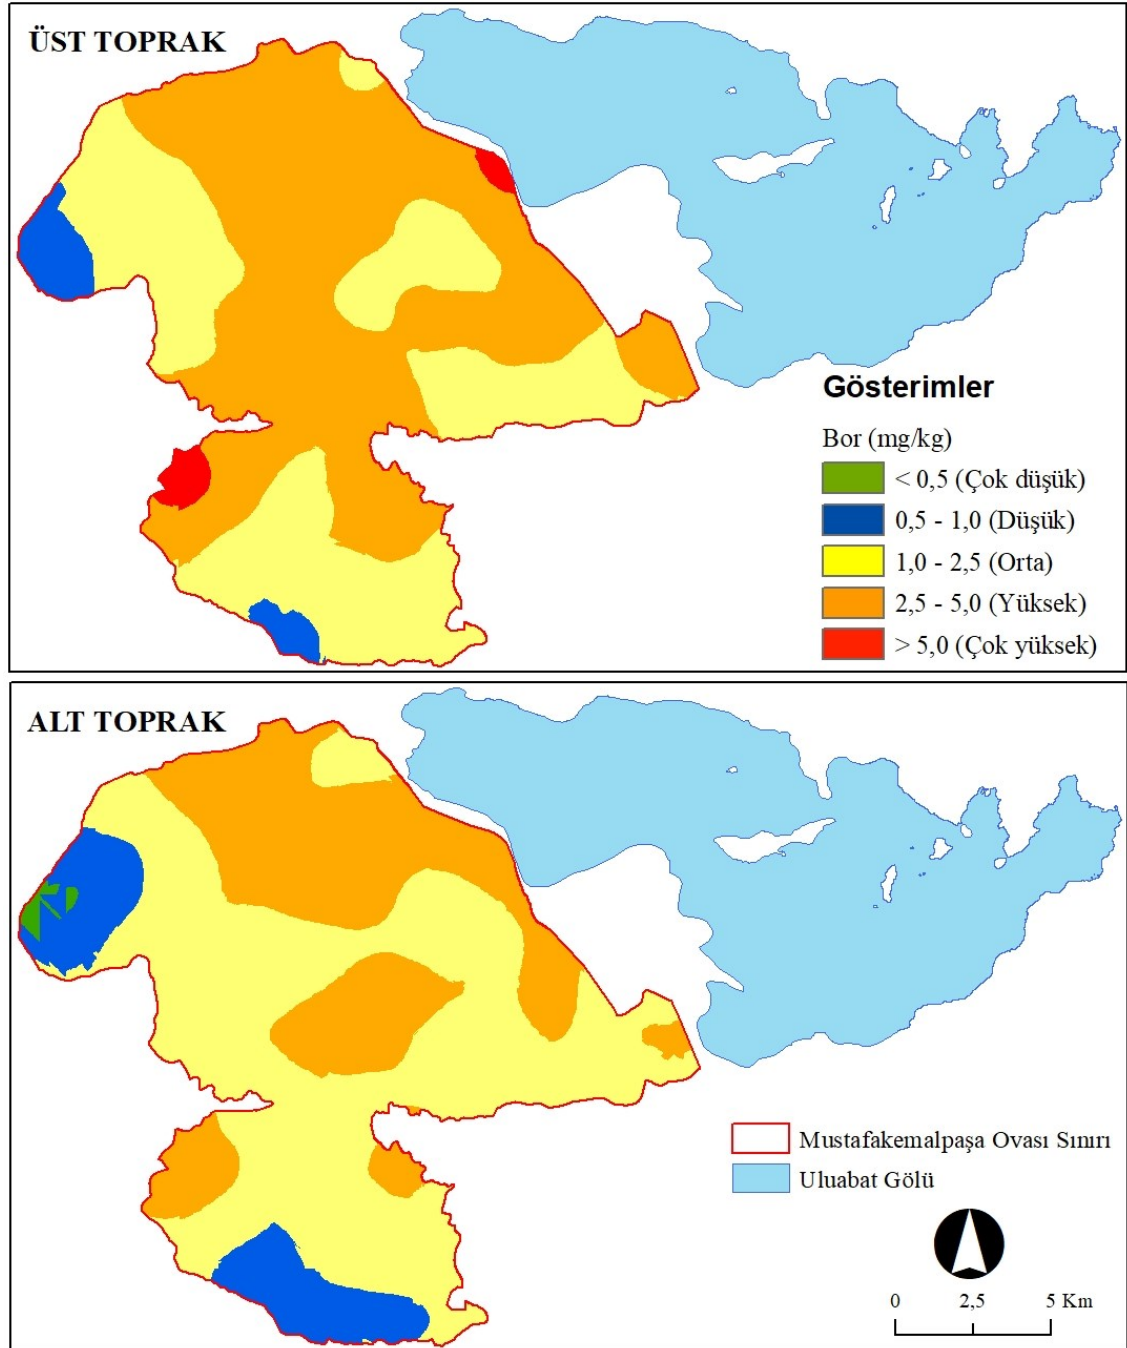 ÜST TOPRAK
Gösterimler
Bor (mg/kg)
< 0,5 (Çok düşük)
0,5 - 1,0 (Düşük)
1,0 - 2,5 (Orta)
2,5 - 5,0 (Yüksek)
> 5,0 (Çok yüksek)
ALT TOPRAK
Mustafakemalpaşa Ovası Sınırı
Uluabat Gölü
0 2,5 5 Km